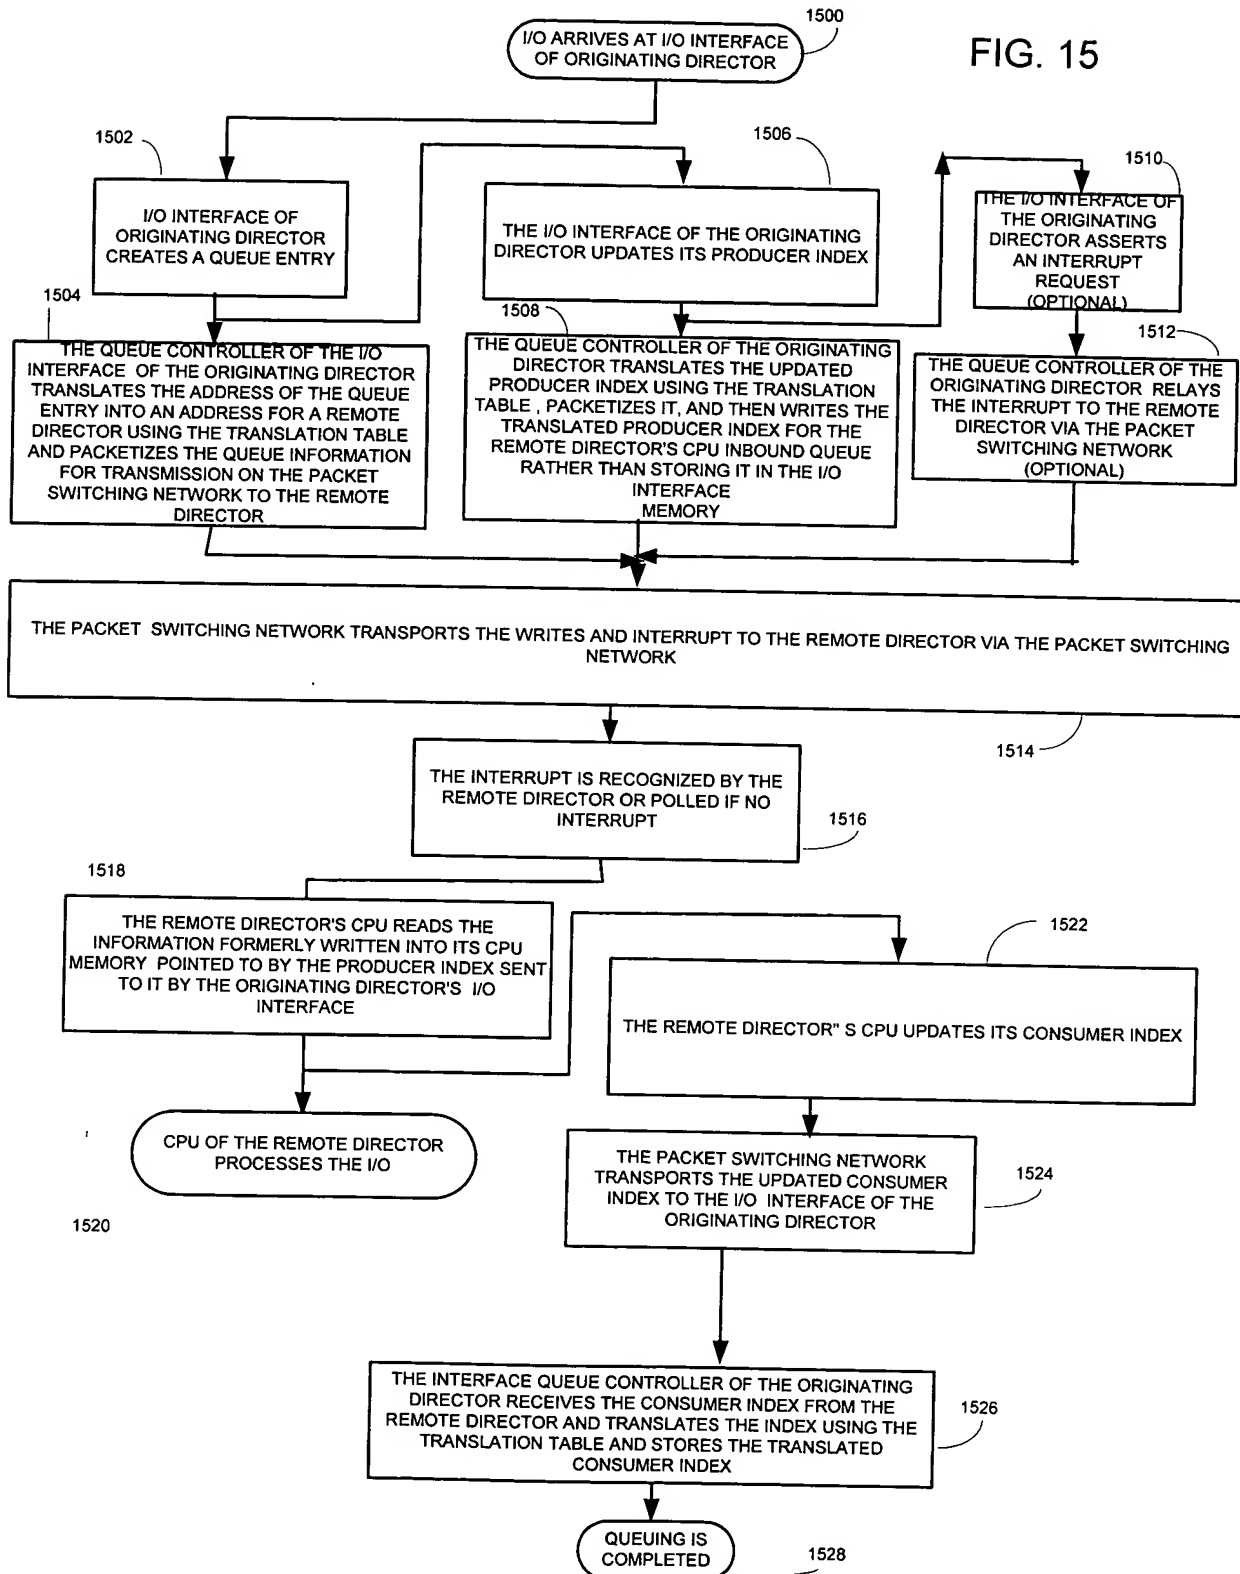 1500
I/O ARRIVES AT I/O INTERFACE
OF ORIGINATING DIRECTOR
FIG. 15
1502
I/O INTERFACE OF
ORIGINATING DIRECTOR
CREATES A QUEUE ENTRY
1506
THE I/O INTERFACE OF THE ORIGINATING
DIRECTOR UPDATES ITS PRODUCER INDEX
1510
THE I/O INTERFACE OF
THE ORIGINATING
DIRECTOR ASSERTS
AN INTERRUPT
REQUEST
(OPTIONAL)
1504
THE QUEUE CONTROLLER OF THE I/O
INTERFACE OF THE ORIGINATING DIRECTOR
TRANSLATES THE ADDRESS OF THE QUEUE
ENTRY INTO AN ADDRESS FOR A REMOTE
DIRECTOR USING THE TRANSLATION TABLE
AND PACKETIZES THE QUEUE INFORMATION
FOR TRANSMISSION ON THE PACKET
SWITCHING NETWORK TO THE REMOTE
DIRECTOR
1508
THE QUEUE CONTROLLER OF THE ORIGINATING
DIRECTOR TRANSLATES THE UPDATED
PRODUCER INDEX USING THE TRANSLATION
TABLE , PACKETIZES IT, AND THEN WRITES THE
TRANSLATED PRODUCER INDEX FOR THE
REMOTE DIRECTOR'S CPU INBOUND QUEUE
RATHER THAN STORING IT IN THE I/O
INTERFACE
MEMORY
1512
THE QUEUE CONTROLLER OF THE
ORIGINATING DIRECTOR RELAYS
THE INTERRUPT TO THE REMOTE
DIRECTOR VIA THE PACKET
SWITCHING NETWORK
(OPTIONAL)
THE PACKET SWITCHING NETWORK TRANSPORTS THE WRITES AND INTERRUPT TO THE REMOTE DIRECTOR VIA THE PACKET SWITCHING
NETWORK
1514
THE INTERRUPT IS RECOGNIZED BY THE
REMOTE DIRECTOR OR POLLED IF NO
INTERRUPT
1516
1518
THE REMOTE DIRECTOR'S CPU READS THE
INFORMATION FORMERLY WRITTEN INTO ITS CPU
MEMORY POINTED TO BY THE PRODUCER INDEX SENT
TO IT BY THE ORIGINATING DIRECTOR'S I/O
INTERFACE
1522
THE REMOTE DIRECTOR" S CPU UPDATES ITS CONSUMER INDEX
CPU OF THE REMOTE DIRECTOR
PROCESSES THE I/O
1520
THE PACKET SWITCHING NETWORK
TRANSPORTS THE UPDATED CONSUMER
INDEX TO THE I/O INTERFACE OF THE
ORIGINATING DIRECTOR
1524
THE INTERFACE QUEUE CONTROLLER OF THE ORIGINATING
DIRECTOR RECEIVES THE CONSUMER INDEX FROM THE
REMOTE DIRECTOR AND TRANSLATES THE INDEX USING THE
TRANSLATION TABLE AND STORES THE TRANSLATED
CONSUMER INDEX
1526
QUEUING IS
COMPLETED
1528